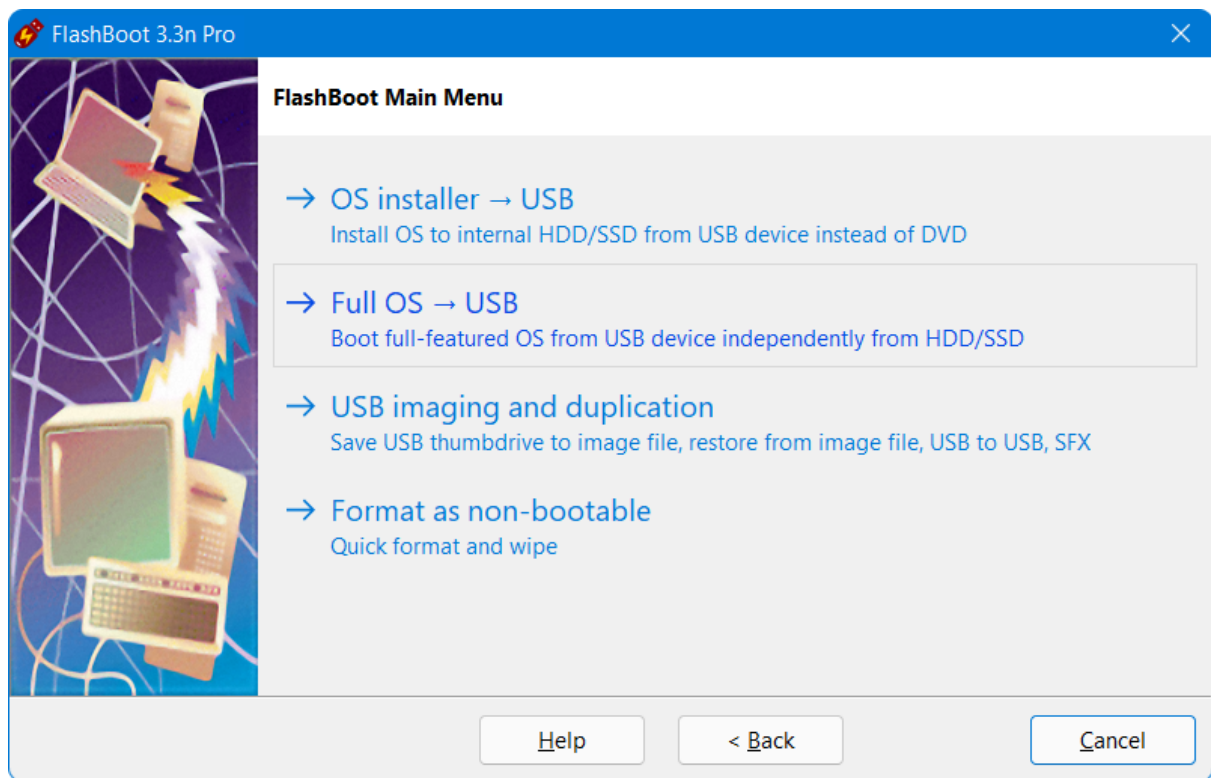 FlashBoot 3.3n Pro
FlashBoot Main Menu
→ OS installer → USB
Install OS to internal HDD/SSD from USB device instead of DVD
→ Full OS → USB
Boot full-featured OS from USB device independently from HDD/SSD
→ USB imaging and duplication
Save USB thumbdrive to image file, restore from image file, USB to USB, SFX
→ Format as non-bootable
Quick format and wipe
Help < Back Cancel